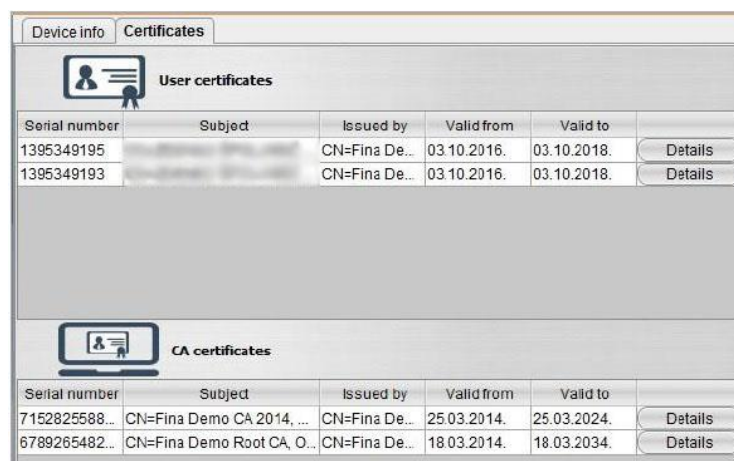 Device info Certificates
User certificates
Serial number Subject Issued by Valid from Valid to
1395349195 CN=Fina De... 03.10.2016. 03.10.2018. Details
1395349193 CN=Fina De... 03.10.2016. 03.10.2018. Details
CA certificates
Serial number Subject Issued by Valid from Valid to
7152825588... CN=Fina Demo CA 2014, ... CN=Fina De... 25.03.2014. 25.03.2024. Details
6789265482... CN=Fina Demo Root CA, O... CN=Fina De... 18.03.2014. 18.03.2034. Details